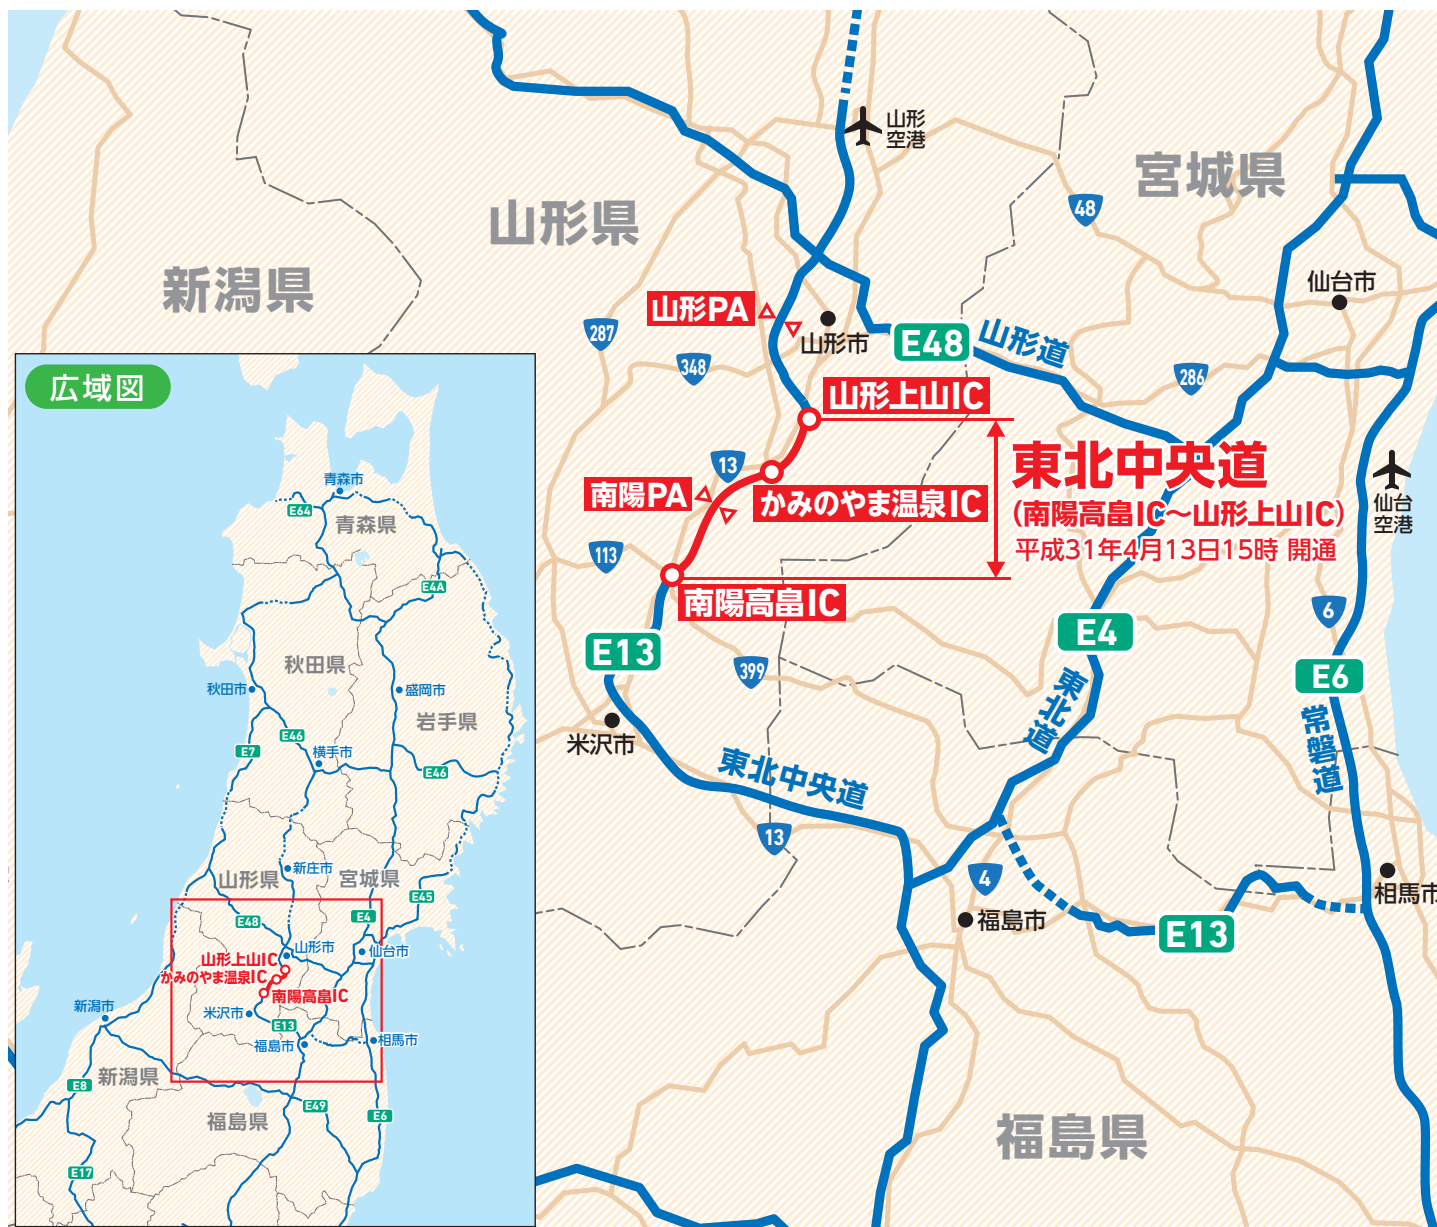 山形
空港
宮城県
48
山形県
新潟県
仙台市
山形PA
287
山形市
E48
山形道
348
286
山形上山IC
東北中央道
(南陽高畠IC〜山形上山IC)
平成31年4月13日15時 開通
13
南陽PA
かみのやま温泉IC
仙台
空港
113
南陽高畠IC
6
E4
E13
399
E6
東北道
米沢市
常磐道
東北中央道
13
4
相馬市
福島市
E13
福島県
広域図
青森市
E64
青森県
E4A
秋田県
秋田市
盛岡市
岩手県
E46
E7
横手市
E46
新庄市
山形県
宮城県
E45
E48
E4
山形市
仙台市
山形上山IC
かみのやま温泉IC
南陽高畠IC
新潟市
米沢市
E13
福島市
相馬市
新潟県
E8
E49
E6
福島県
E17